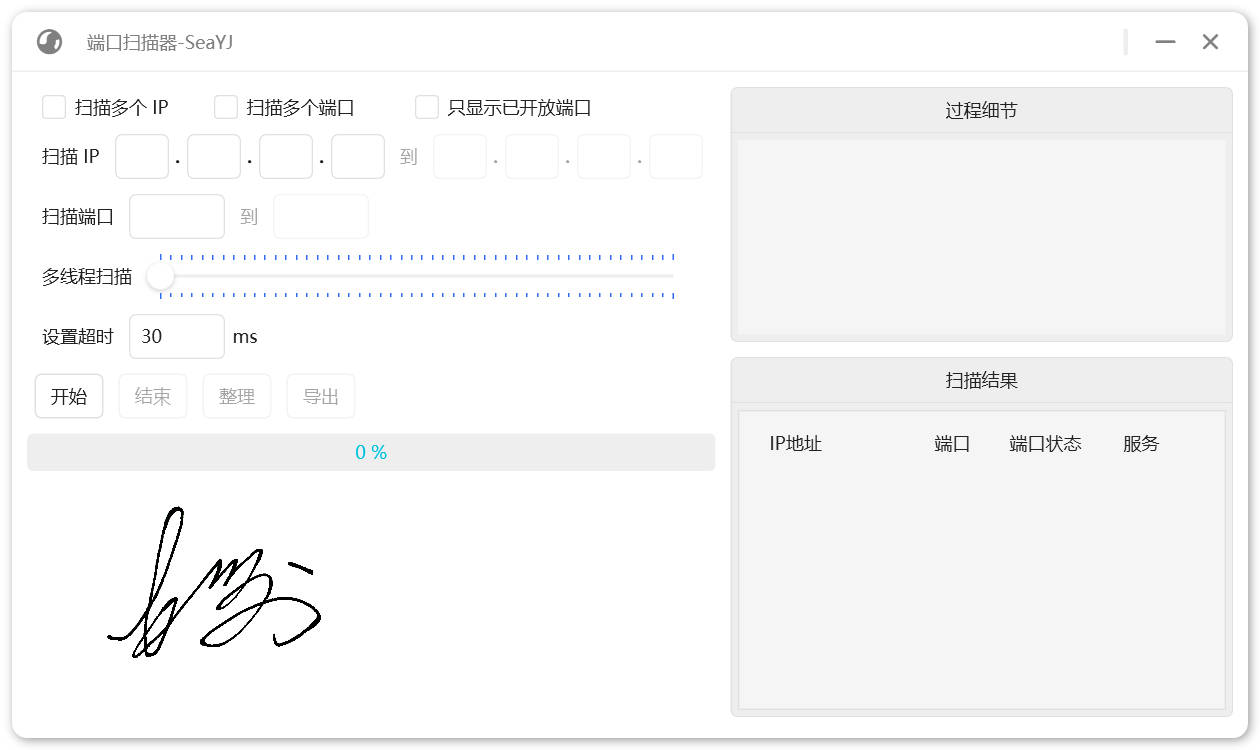 端口扫描器-SeaYJ
扫描多个 IP 扫描多个端口 只显示已开放端口
扫描 IP . . . 到 . . .
扫描端口 到
多线程扫描
设置超时 30 ms
开始 结束 整理 导出
0 %
过程细节
扫描结果
IP地址 端口 端口状态 服务